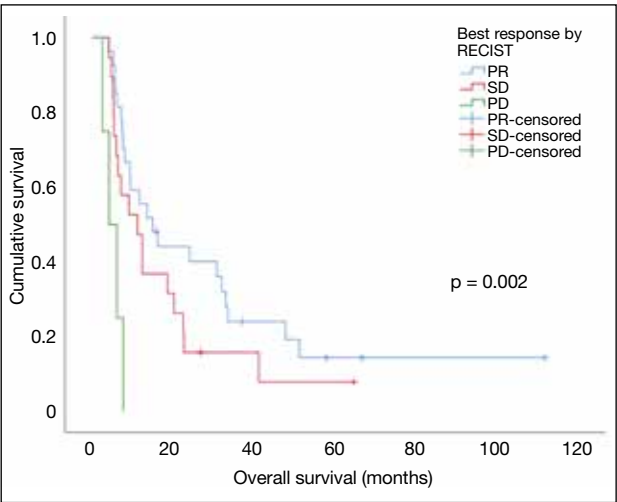 Best response by
RECIST
PR
SD
PD
PR-censored
SD-censored
PD-censored
Cumulative survival
1.0
0.8
0.6
0.4
0.2
0
p = 0.002
0 20 40 60 80 100 120
Overall survival (months)